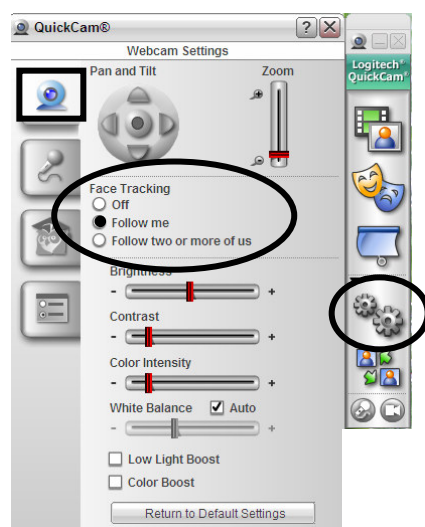 QuickCam®
Webcam Settings
Pan and Tilt
Zoom
Face Tracking
Off
Follow me
Follow two or more of us
Brightness
- +
Contrast
- +
Color Intensity
- +
White Balance Auto
- +
Low Light Boost
Color Boost
Return to Default Settings
Logitech®
QuickCam®